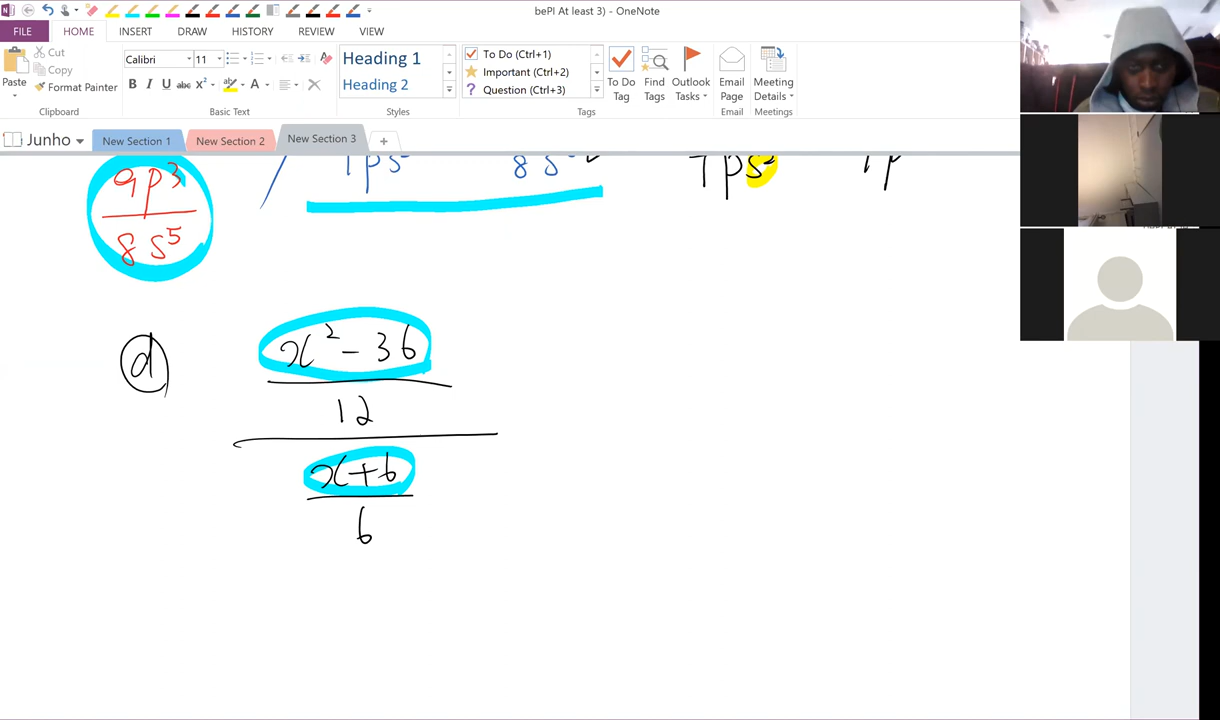 bePI At least 3) - OneNote
FILE HOME INSERT DRAW HISTORY REVIEW VIEW
Paste
Cut
Copy
Format Painter
Clipboard
Calibri 11
B I U abc X² A
Basic Text
Heading 1
Heading 2
Styles
To Do (Ctrl+1)
Important (Ctrl+2)
? Question (Ctrl+3)
To Do Tag
Find Tags
Outlook Tasks
Tags
Email Page
Email
Meeting Details
Meetings
Junho New Section 1 New Section 2 New Section 3 +
9p³
8s⁵
d
x² - 36
12
x + 6
6